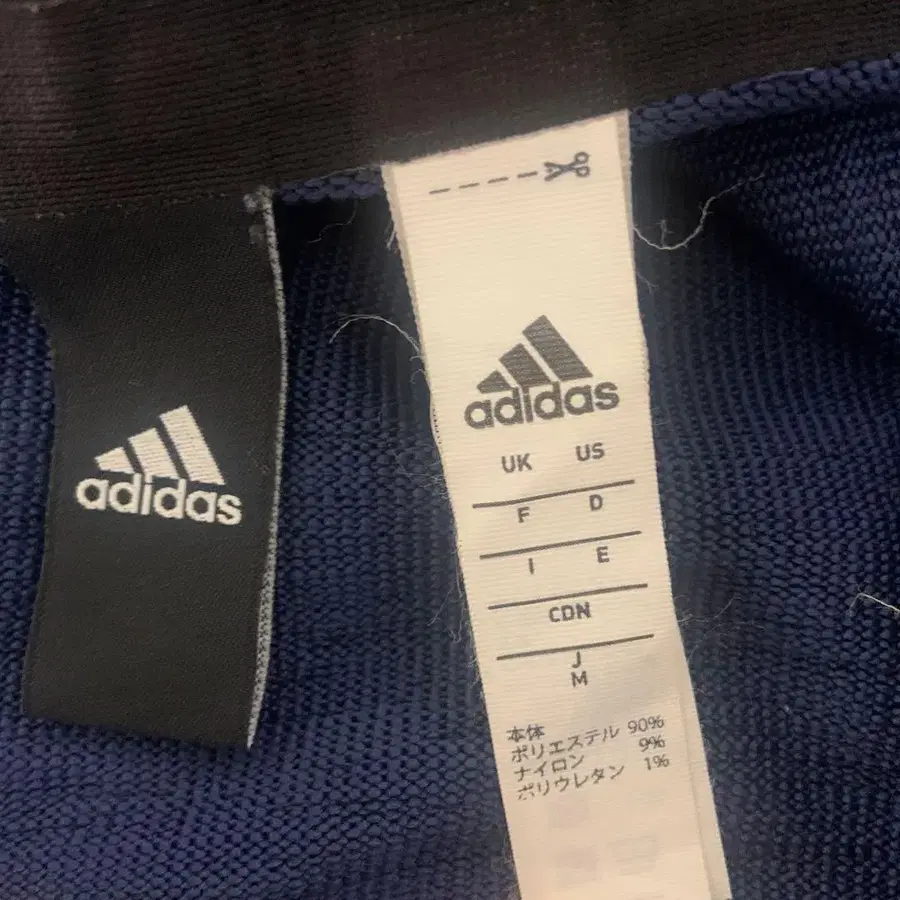 adidas
adidas
UK US
F D
I E
CDN
J
M
本体
ポリエステル 90%
ナイロン 9%
ポリウレタン 1%